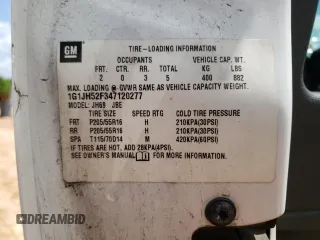 GM
TIRE-LOADING INFORMATION
OCCUPANTS VEHICLE CAP. WT.
FRT CTR RR TOTAL KG LBS
2 0 3 5 400 882
MAX. LOADING @ GVWR SAME AS VEHICLE CAPACITY WEIGHT.
1G1JH52F347120277
MODEL: JH69 JBE
TIRE SIZE SPEED RTG COLD TIRE PRESSURE
FRT P205/55R16 H 210KPA(30PSI)
RR P205/55R16 H 210KPA(30PSI)
SPA T115/70D14 M 420KPA(60PSI)
IF TIRES ARE HOT, ADD 28KPA(4PSI)
SEE OWNER'S MANUAL
FOR MORE INFORMATION
AUTOBIDMASTER